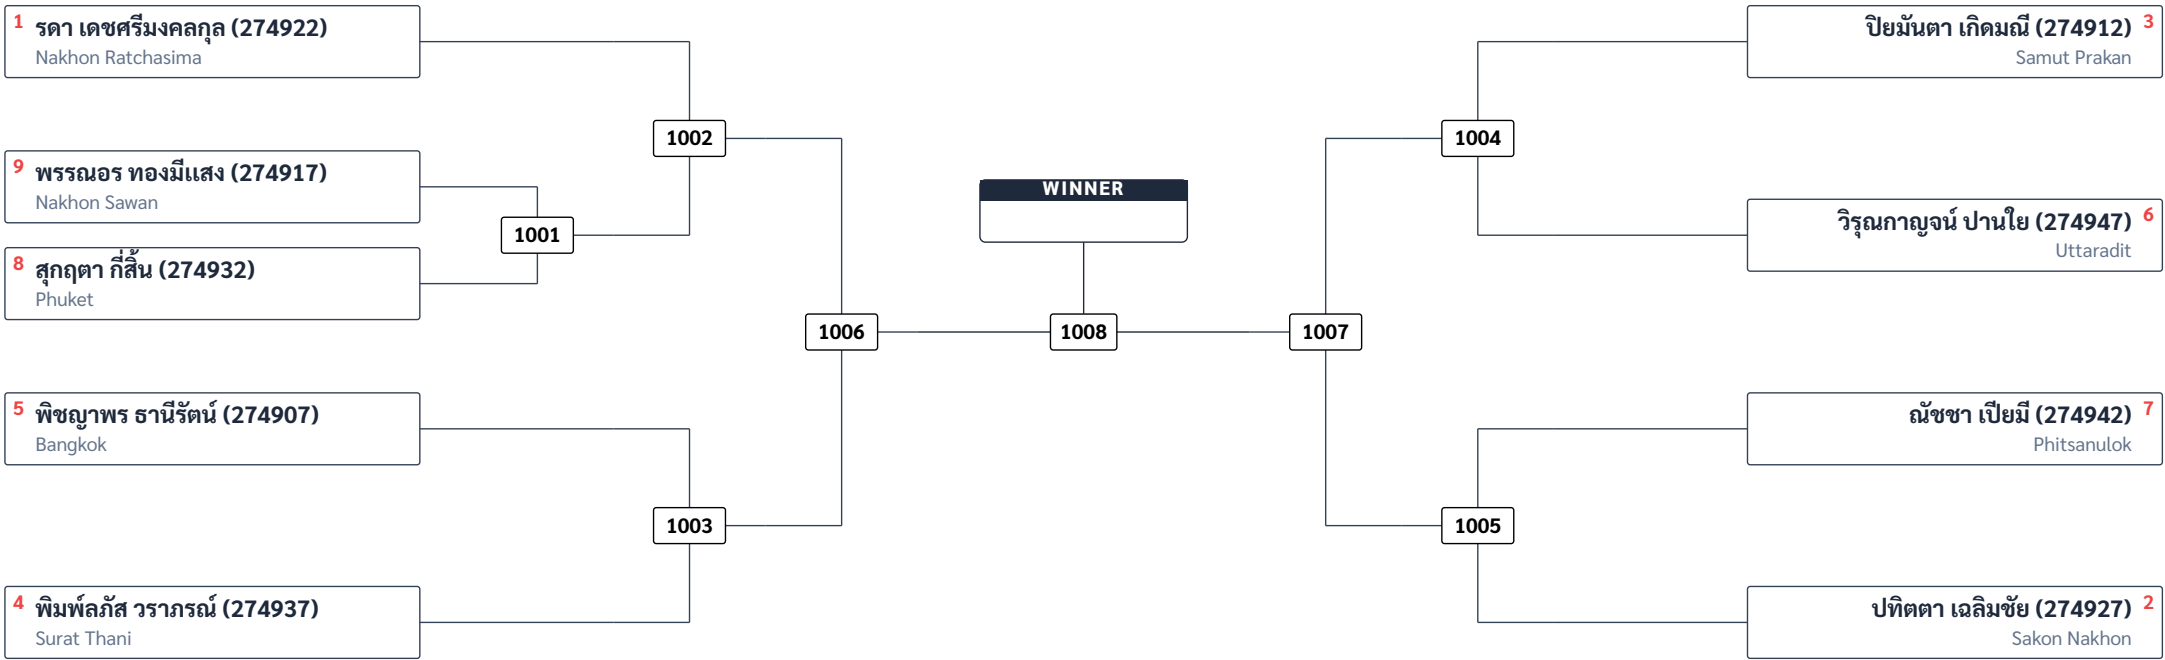 1 รดา เดชศรีมงคลกุล (274922)
Nakhon Ratchasima
9 พรรณอร ทองมีแสง (274917)
Nakhon Sawan
8 สุกฤตา กี่สิ้น (274932)
Phuket
5 พิชญาพร ธานีรัตน์ (274907)
Bangkok
4 พิมพ์ลภัส วราภรณ์ (274937)
Surat Thani
1002
1001
1003
1006
WINNER
1008
1007
1004
1005
ปิยมันตา เกิดมณี (274912) 3
Samut Prakan
วิรุณกาญจน์ ปานใย (274947) 6
Uttaradit
ณัชชา เปียมี (274942) 7
Phitsanulok
ปทิตตา เฉลิมชัย (274927) 2
Sakon Nakhon